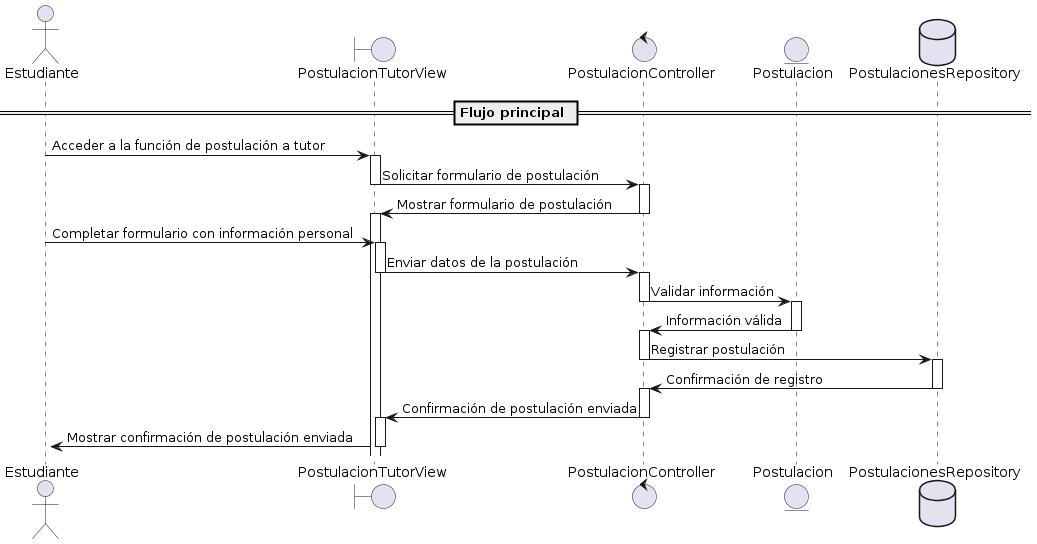 Estudiante
PostulacionTutorView
PostulacionController
Postulacion
PostulacionesRepository
Flujo principal
Acceder a la función de postulación a tutor
Solicitar formulario de postulación
Mostrar formulario de postulación
Completar formulario con información personal
Enviar datos de la postulación
Validar información
Información válida
Registrar postulación
Confirmación de registro
Confirmación de postulación enviada
Mostrar confirmación de postulación enviada
Estudiante
PostulacionTutorView
PostulacionController
Postulacion
PostulacionesRepository